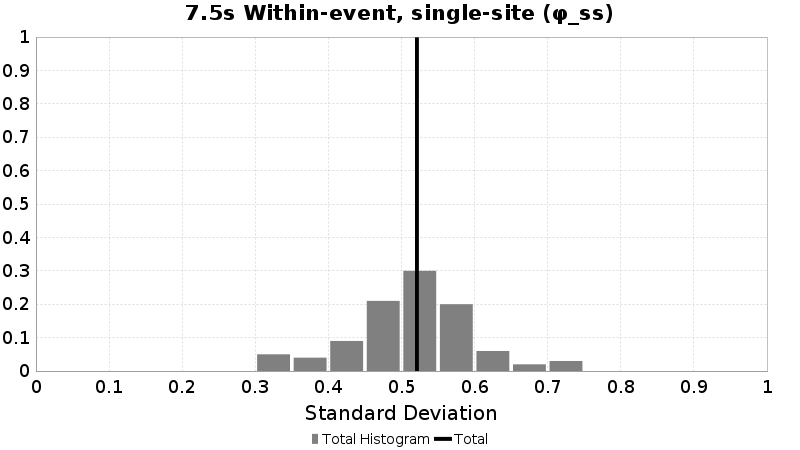 7.5s Within-event, single-site (φ_ss)
1
0.9
0.8
0.7
0.6
0.5
0.4
0.3
0.2
0.1
0
0 0.1 0.2 0.3 0.4 0.5 0.6 0.7 0.8 0.9 1
Standard Deviation
Total Histogram Total